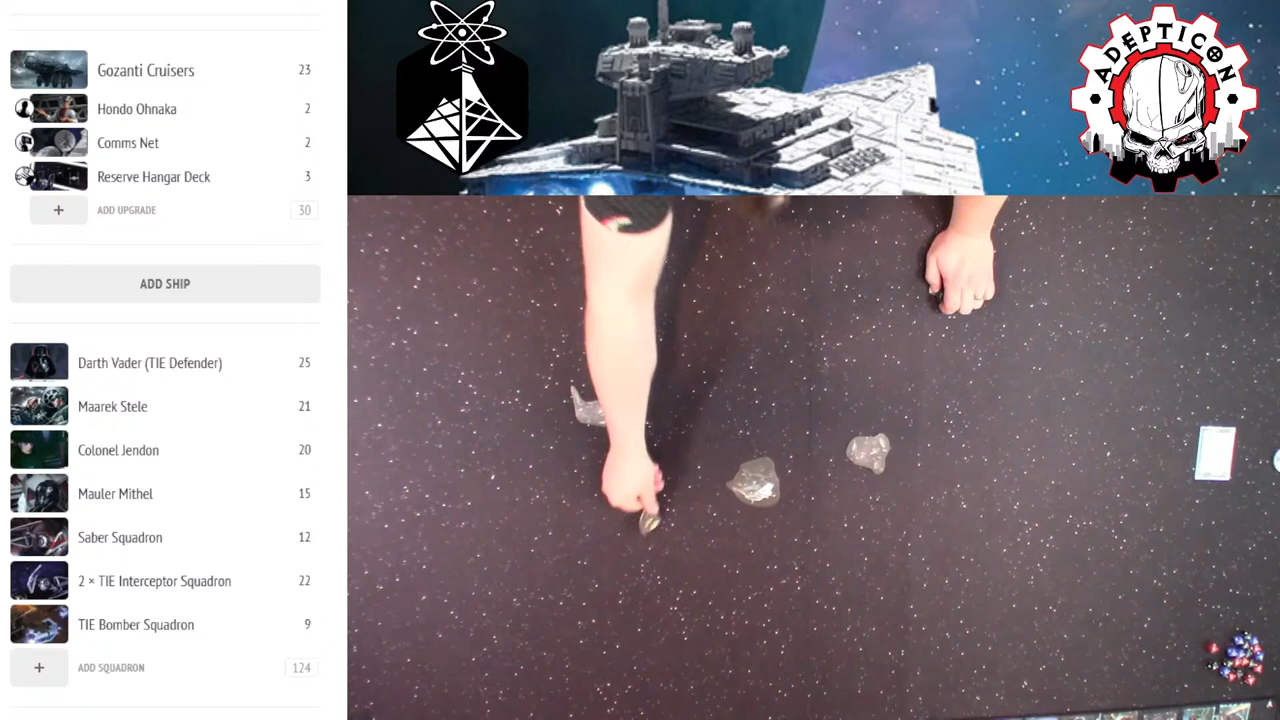 Gozanti Cruisers 23
Hondo Ohnaka 2
Comms Net 2
Reserve Hangar Deck 3
+ ADD UPGRADE 30
ADD SHIP
Darth Vader (TIE Defender) 25
Maarek Stele 21
Colonel Jendon 20
Mauler Mithel 15
Saber Squadron 12
2 × TIE Interceptor Squadron 22
TIE Bomber Squadron 9
+ ADD SQUADRON 124
ADEPTICON